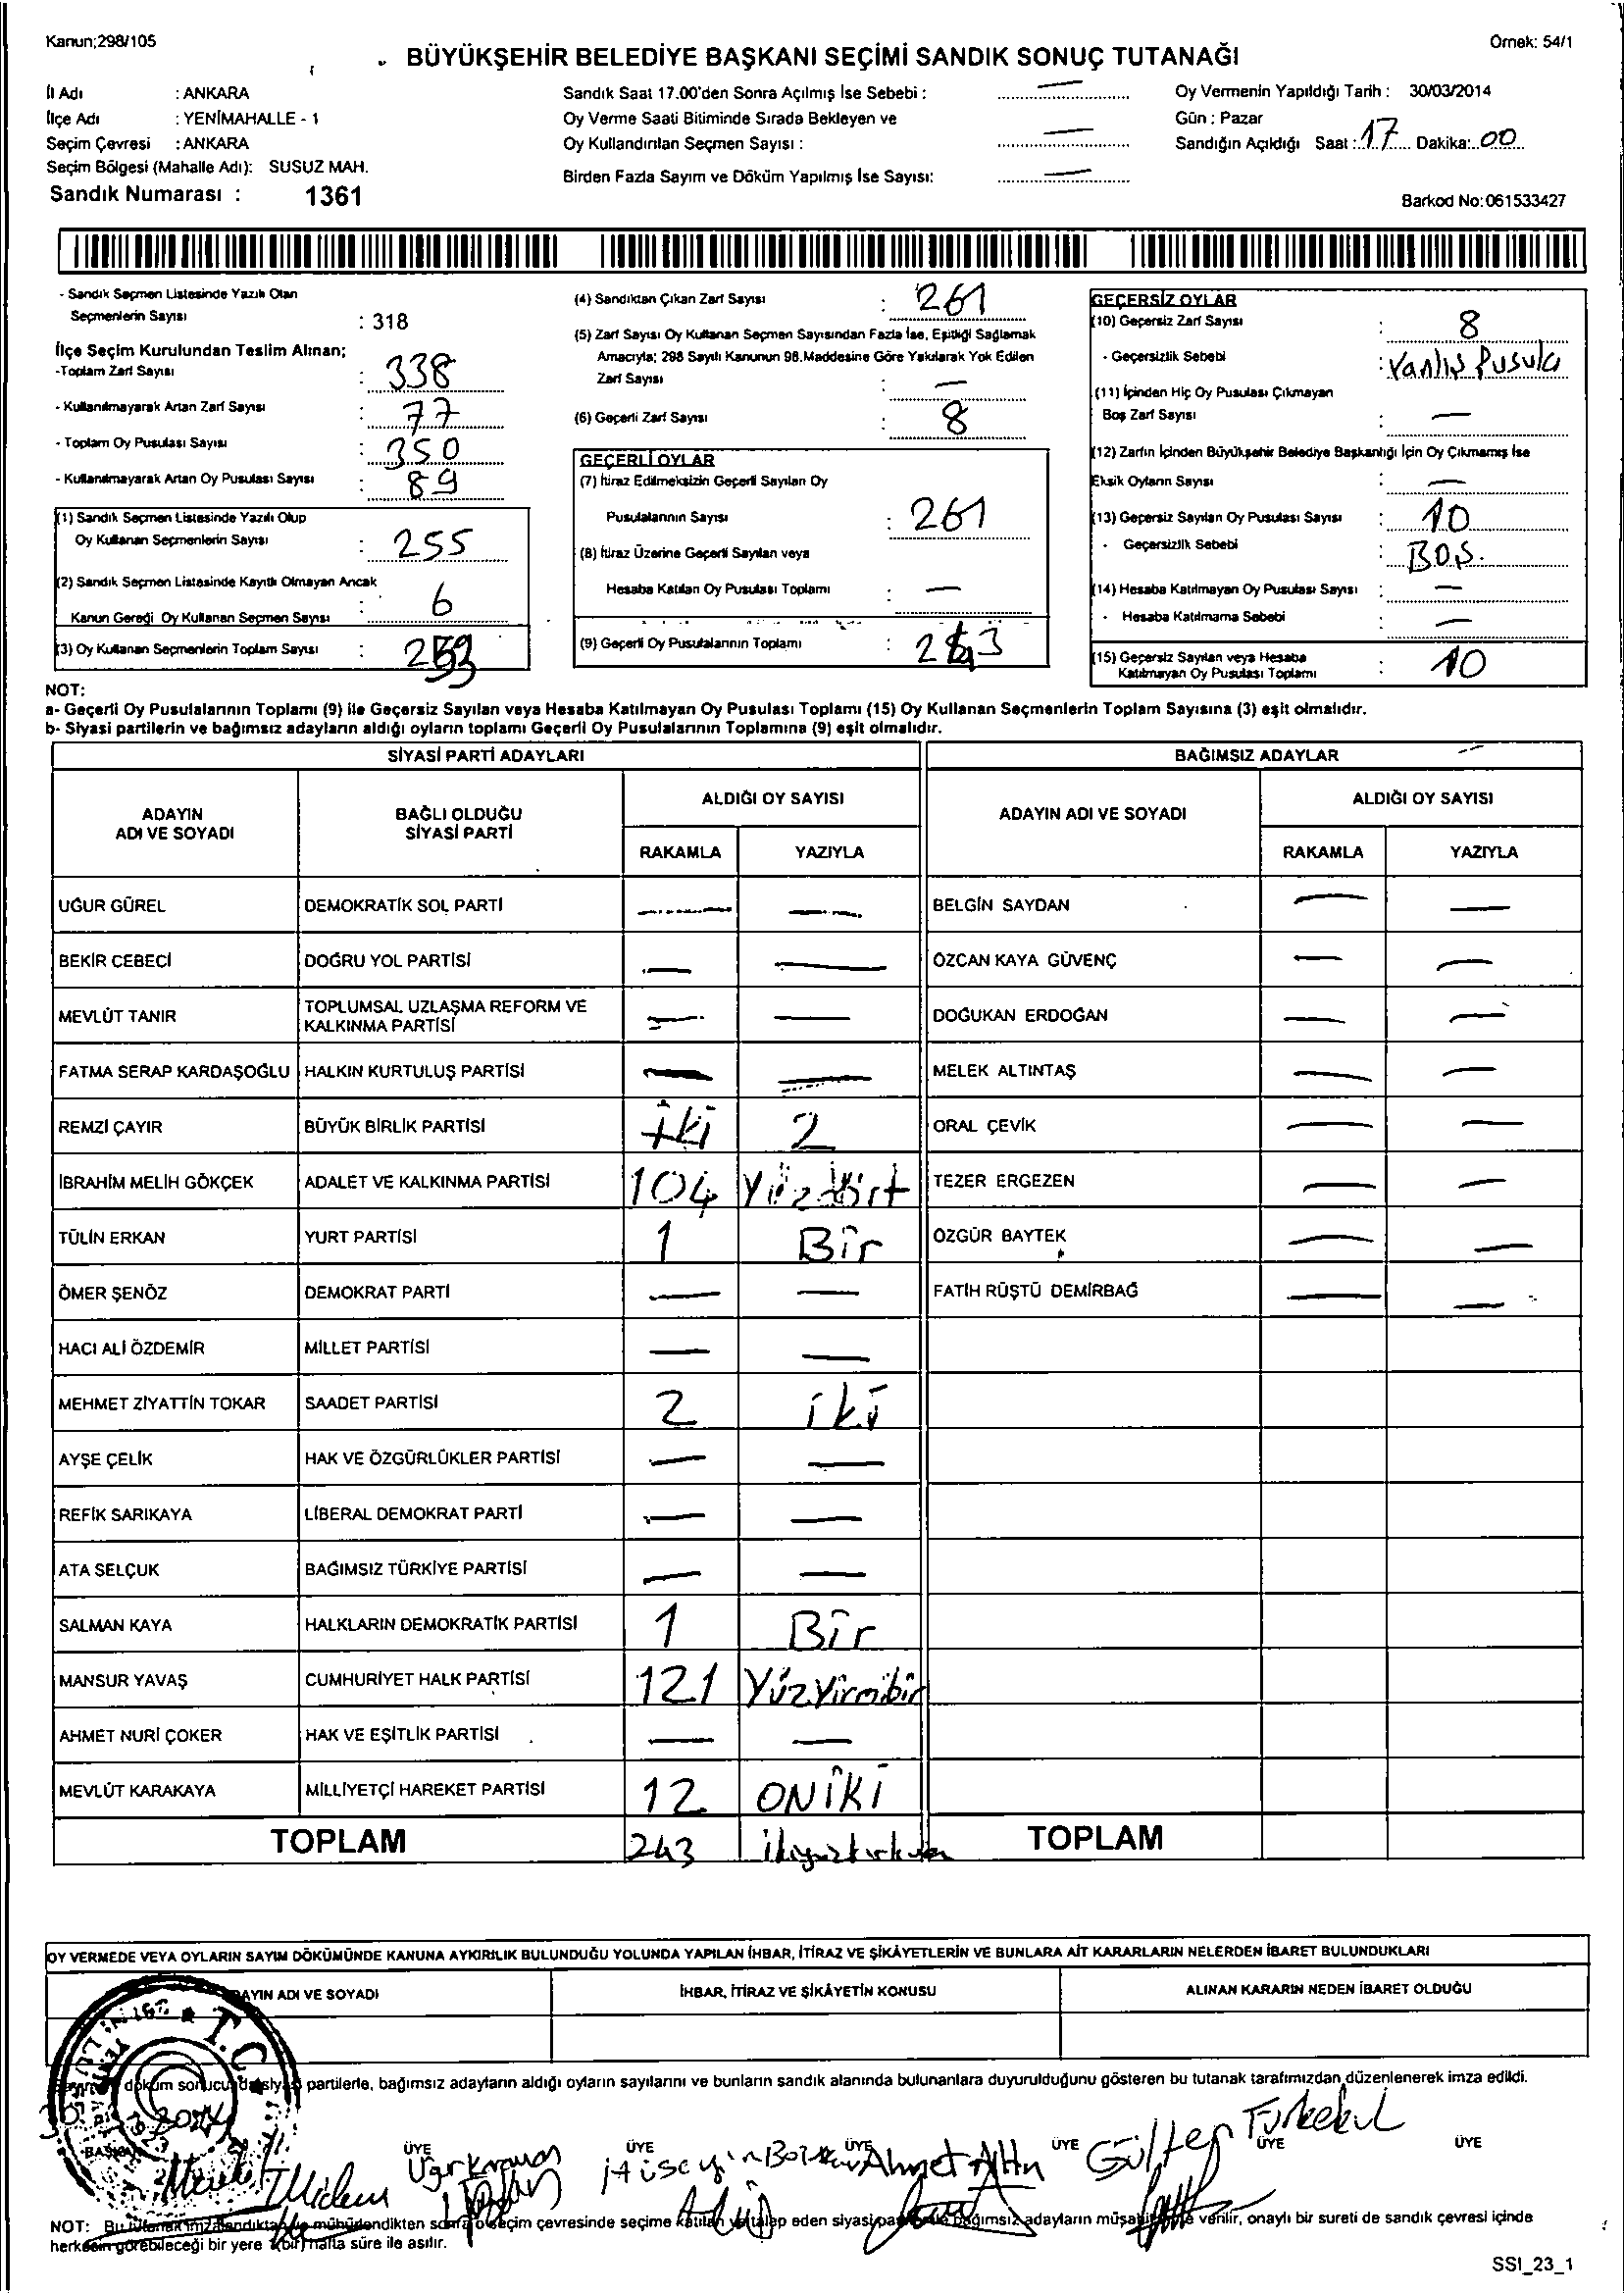 Kanun;298/105
Örnek: 54/1
BÜYÜKŞEHİR BELEDİYE BAŞKANI SEÇİMİ SANDIK SONUÇ TUTANAĞI
İl Adı : ANKARA
İlçe Adı : YENİMAHALLE - 1
Seçim Çevresi : ANKARA
Seçim Bölgesi (Mahalle Adı): SUSUZ MAH.
Sandık Numarası : 1361
Sandık Saat 17.00'den Sonra Açılmış İse Sebebi : —
Oy Verme Saati Bitiminde Sırada Bekleyen ve
Oy Kullandırılan Seçmen Sayısı : —
Birden Fazla Sayım ve Döküm Yapılmış İse Sayısı: —
Oy Vermenin Yapıldığı Tarih : 30/03/2014
Gün : Pazar
Sandığın Açıldığı Saat : 17 Dakika: 00
Barkod No:061533427
- Sandık Seçmen Listesinde Yazılı Olan
Seçmenlerin Sayısı : 318
İlçe Seçim Kurulundan Teslim Alınan;
-Toplam Zarf Sayısı : 338
- Kullanılmayarak Artan Zarf Sayısı : 77
- Toplam Oy Pusulası Sayısı : 350
- Kullanılmayarak Artan Oy Pusulası Sayısı : 89
(1) Sandık Seçmen Listesinde Yazılı Olup
Oy Kullanan Seçmenlerin Sayısı : 255
(2) Sandık Seçmen Listesinde Kayıtlı Olmayan Ancak
Kanun Gereği Oy Kullanan Seçmen Sayısı : 6
(3) Oy Kullanan Seçmenlerin Toplam Sayısı :
(4) Sandıktan Çıkan Zarf Sayısı : 261
(5) Zarf Sayısı Oy Kullanan Seçmen Sayısından Fazla İse, Eşitliği Sağlamak
Amacıyla; 298 Sayılı Kanunun 98.Maddesine Göre Yakılarak Yok Edilen
Zarf Sayısı : —
(6) Geçerli Zarf Sayısı : 8
GEÇERLİ OYLAR
(7) İtiraz Edilmeksizin Geçerli Sayılan Oy
Pusulalarının Sayısı : 261
(8) İtiraz Üzerine Geçerli Sayılan veya
Hesaba Katılan Oy Pusulası Toplamı : —
(9) Geçerli Oy Pusulalarının Toplamı : 243
GEÇERSİZ OYLAR
(10) Geçersiz Zarf Sayısı : 8
- Geçersizlik Sebebi : Yanlış Pusula
(11) İçinden Hiç Oy Pusulası Çıkmayan
Boş Zarf Sayısı : —
(12) Zarfın İçinden Büyükşehir Belediye Başkanlığı İçin Oy Çıkmamış İse
Eksik Oyların Sayısı : —
(13) Geçersiz Sayılan Oy Pusulası Sayısı : 10
- Geçersizlik Sebebi : BOŞ.
(14) Hesaba Katılmayan Oy Pusulası Sayısı : —
- Hesaba Katılmama Sebebi : —
(15) Geçersiz Sayılan veya Hesaba
Katılmayan Oy Pusulası Toplamı : 10
NOT:
a- Geçerli Oy Pusulalarının Toplamı (9) ile Geçersiz Sayılan veya Hesaba Katılmayan Oy Pusulası Toplamı (15) Oy Kullanan Seçmenlerin Toplam Sayısına (3) eşit olmalıdır.
b- Siyasi partilerin ve bağımsız adayların aldığı oyların toplamı Geçerli Oy Pusulalarının Toplamına (9) eşit olmalıdır.
SİYASİ PARTİ ADAYLARI
ADAYIN ADI VE SOYADI BAĞLI OLDUĞU SİYASİ PARTİ ALDIĞI OY SAYISI
RAKAMLA YAZIYLA
UĞUR GÜREL DEMOKRATİK SOL PARTİ — —
BEKİR CEBECİ DOĞRU YOL PARTİSİ — —
MEVLÜT TANIR TOPLUMSAL UZLAŞMA REFORM VE KALKINMA PARTİSİ — —
FATMA SERAP KARDAŞOĞLU HALKIN KURTULUŞ PARTİSİ — —
REMZİ ÇAYIR BÜYÜK BİRLİK PARTİSİ iki 2
İBRAHİM MELİH GÖKÇEK ADALET VE KALKINMA PARTİSİ 104 Yüzdört
TÜLİN ERKAN YURT PARTİSİ 1 Bir
ÖMER ŞENÖZ DEMOKRAT PARTİ — —
HACI ALİ ÖZDEMİR MİLLET PARTİSİ — —
MEHMET ZİYATTİN TOKAR SAADET PARTİSİ 2 iki
AYŞE ÇELİK HAK VE ÖZGÜRLÜKLER PARTİSİ — —
REFİK SARIKAYA LİBERAL DEMOKRAT PARTİ — —
ATA SELÇUK BAĞIMSIZ TÜRKİYE PARTİSİ — —
SALMAN KAYA HALKLARIN DEMOKRATİK PARTİSİ 1 Bir
MANSUR YAVAŞ CUMHURİYET HALK PARTİSİ 121 Yüzyirmibir
AHMET NURİ ÇOKER HAK VE EŞİTLİK PARTİSİ — —
MEVLÜT KARAKAYA MİLLİYETÇİ HAREKET PARTİSİ 12 ONİKİ
TOPLAM 243
BAĞIMSIZ ADAYLAR —
ADAYIN ADI VE SOYADI ALDIĞI OY SAYISI
RAKAMLA YAZIYLA
BELGİN SAYDAN — —
ÖZCAN KAYA GÜVENÇ — —
DOĞUKAN ERDOĞAN — —
MELEK ALTINTAŞ — —
ORAL ÇEVİK — —
TEZER ERGEZEN — —
ÖZGÜR BAYTEK — —
FATİH RÜŞTÜ DEMİRBAĞ — —
TOPLAM
OY VERMEDE VEYA OYLARIN SAYIM DÖKÜMÜNDE KANUNA AYKIRILIK BULUNDUĞU YOLUNDA YAPILAN İHBAR, İTİRAZ VE ŞİKÂYETLERİN VE BUNLARA AİT KARARLARIN NELERDEN İBARET BULUNDUKLARI
ADI VE SOYADI İHBAR, İTİRAZ VE ŞİKÂYETİN KONUSU ALINAN KARARIN NEDEN İBARET OLDUĞU
T.C.
döküm sonucunda siyasi partilerle, bağımsız adayların aldığı oyların sayılarını ve bunların sandık alanında bulunanlara duyurulduğunu gösteren bu tutanak tarafımızdan düzenlenerek imza edildi.
ÜYE ÜYE ÜYE ÜYE ÜYE ÜYE
Ahmet Altın Gülten
NOT: Bu tutanak imzalandıktan ve mühürlendikten sonra o seçim çevresinde seçime katılan ve talep eden siyasi parti ve bağımsız adayların müşahitlerine verilir, onaylı bir sureti de sandık çevresi içinde
herkesin görebileceği bir yere 1(bir) hafta süre ile asılır.
SSI_23_1